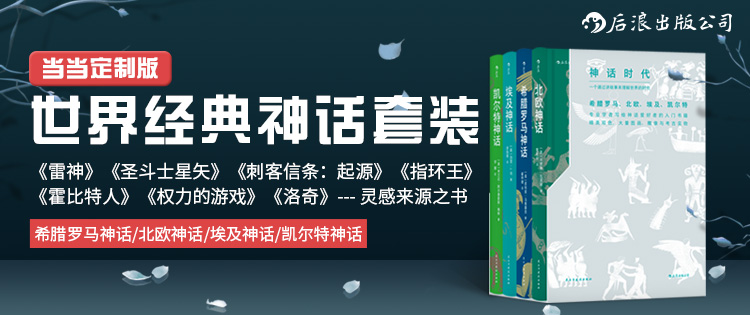 后浪出版公司
当当定制版
世界经典神话套装
《雷神》《圣斗士星矢》《刺客信条：起源》《指环王》
《霍比特人》《权力的游戏》《洛奇》--- 灵感来源之书
希腊罗马神话/北欧神话/埃及神话/凯尔特神话
凯尔特神话
埃及神话
希腊罗马神话
北欧神话
神话时代
希腊罗马、北欧、埃及、凯尔特